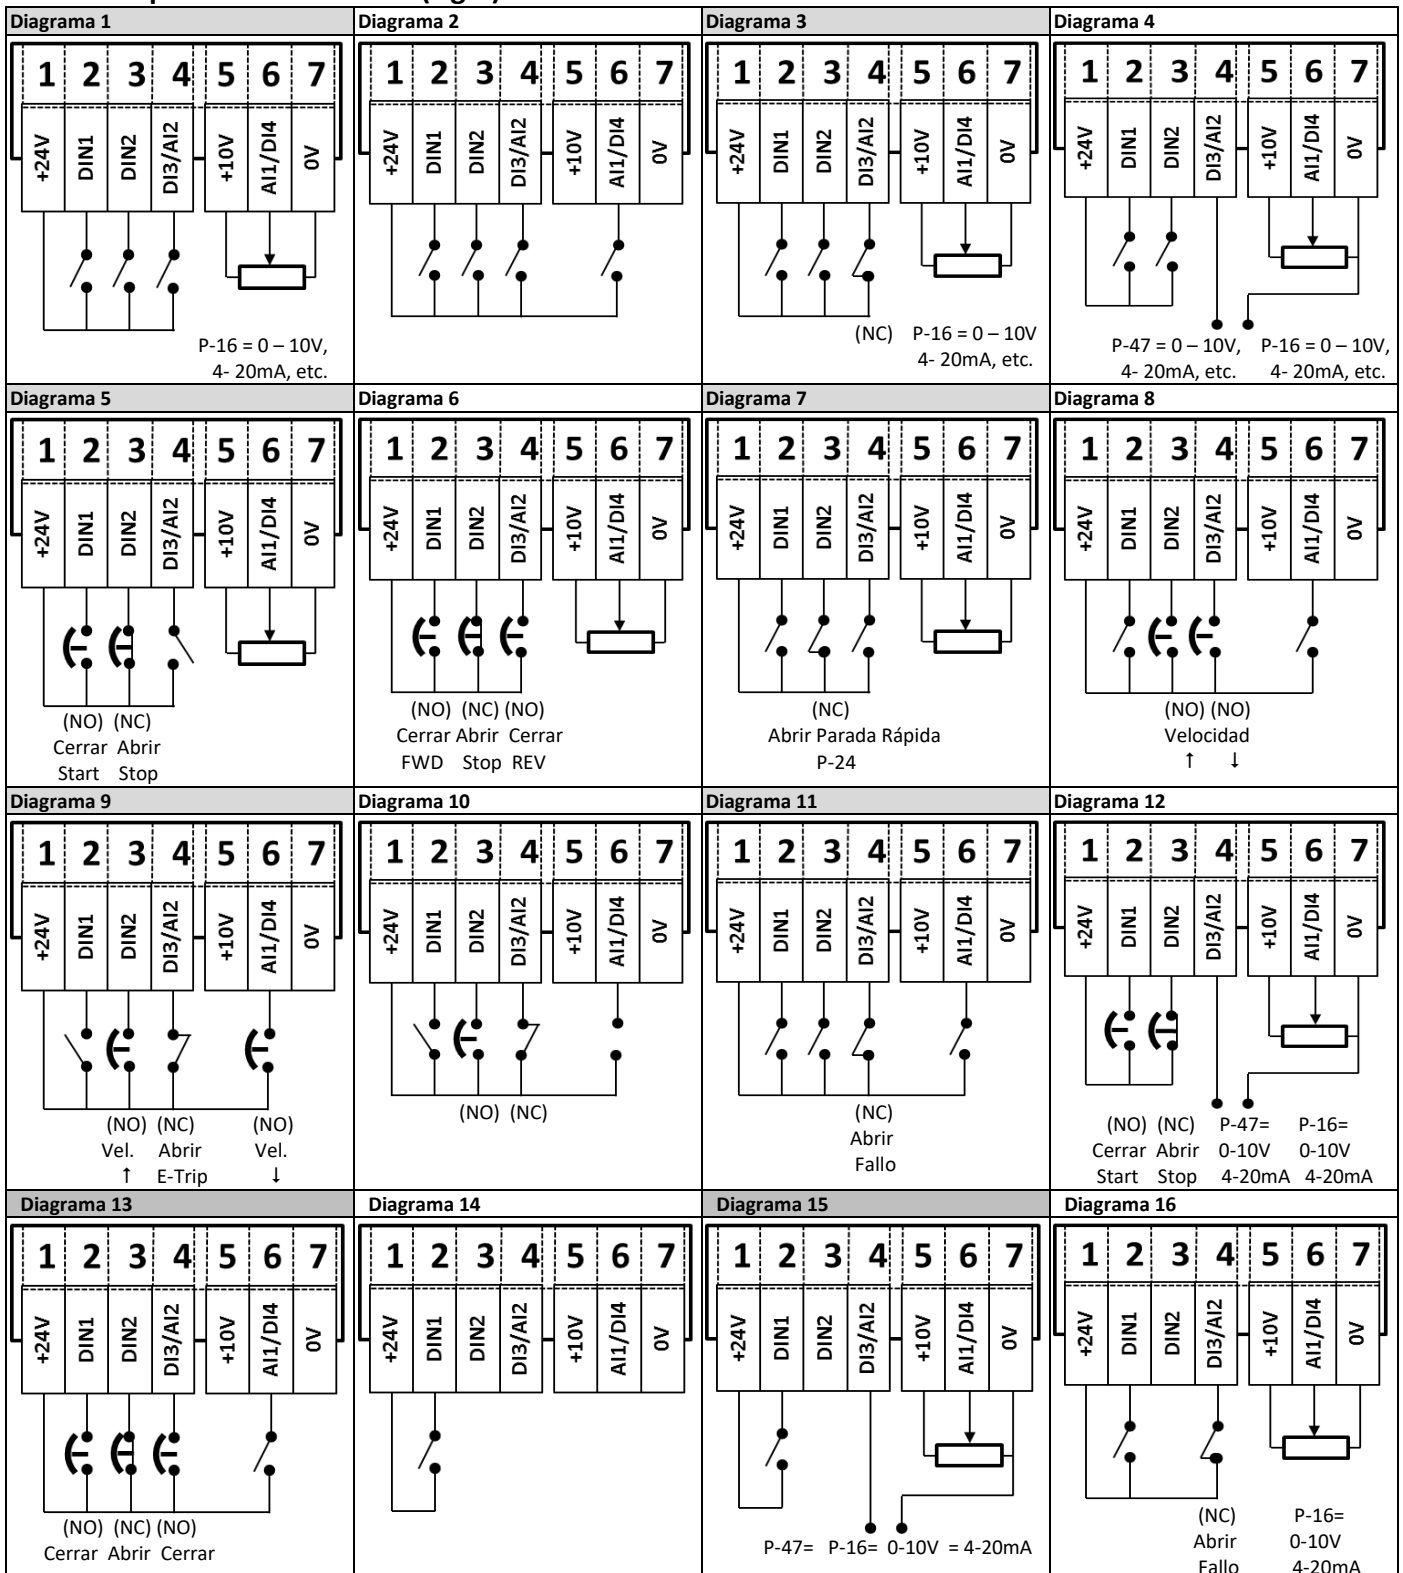 Diagrama 1
1 2 3 4 5 6 7
+24V DIN1 DIN2 DI3/AI2 +10V AI1/DI4 0V
P-16 = 0 – 10V,
4- 20mA, etc.
Diagrama 2
1 2 3 4 5 6 7
+24V DIN1 DIN2 DI3/AI2 +10V AI1/DI4 0V
Diagrama 3
1 2 3 4 5 6 7
+24V DIN1 DIN2 DI3/AI2 +10V AI1/DI4 0V
(NC) P-16 = 0 – 10V
4- 20mA, etc.
Diagrama 4
1 2 3 4 5 6 7
+24V DIN1 DIN2 DI3/AI2 +10V AI1/DI4 0V
P-47 = 0 – 10V, P-16 = 0 – 10V,
4- 20mA, etc. 4- 20mA, etc.
Diagrama 5
1 2 3 4 5 6 7
+24V DIN1 DIN2 DI3/AI2 +10V AI1/DI4 0V
(NO) (NC)
Cerrar Abrir
Start Stop
Diagrama 6
1 2 3 4 5 6 7
+24V DIN1 DIN2 DI3/AI2 +10V AI1/DI4 0V
(NO) (NC) (NO)
Cerrar Abrir Cerrar
FWD Stop REV
Diagrama 7
1 2 3 4 5 6 7
+24V DIN1 DIN2 DI3/AI2 +10V AI1/DI4 0V
(NC)
Abrir Parada Rápida
P-24
Diagrama 8
1 2 3 4 5 6 7
+24V DIN1 DIN2 DI3/AI2 +10V AI1/DI4 0V
(NO) (NO)
Velocidad
↑ ↓
Diagrama 9
1 2 3 4 5 6 7
+24V DIN1 DIN2 DI3/AI2 +10V AI1/DI4 0V
(NO) (NC) (NO)
Vel. Abrir Vel.
↑ E-Trip ↓
Diagrama 10
1 2 3 4 5 6 7
+24V DIN1 DIN2 DI3/AI2 +10V AI1/DI4 0V
(NO) (NC)
Diagrama 11
1 2 3 4 5 6 7
+24V DIN1 DIN2 DI3/AI2 +10V AI1/DI4 0V
(NC)
Abrir
Fallo
Diagrama 12
1 2 3 4 5 6 7
+24V DIN1 DIN2 DI3/AI2 +10V AI1/DI4 0V
(NO) (NC) P-47= P-16=
Cerrar Abrir 0-10V 0-10V
Start Stop 4-20mA 4-20mA
Diagrama 13
1 2 3 4 5 6 7
+24V DIN1 DIN2 DI3/AI2 +10V AI1/DI4 0V
(NO) (NC) (NO)
Cerrar Abrir Cerrar
Diagrama 14
1 2 3 4 5 6 7
+24V DIN1 DIN2 DI3/AI2 +10V AI1/DI4 0V
Diagrama 15
1 2 3 4 5 6 7
+24V DIN1 DIN2 DI3/AI2 +10V AI1/DI4 0V
P-47= P-16= 0-10V = 4-20mA
Diagrama 16
1 2 3 4 5 6 7
+24V DIN1 DIN2 DI3/AI2 +10V AI1/DI4 0V
(NC) P-16=
Abrir 0-10V
Fallo 4-20mA